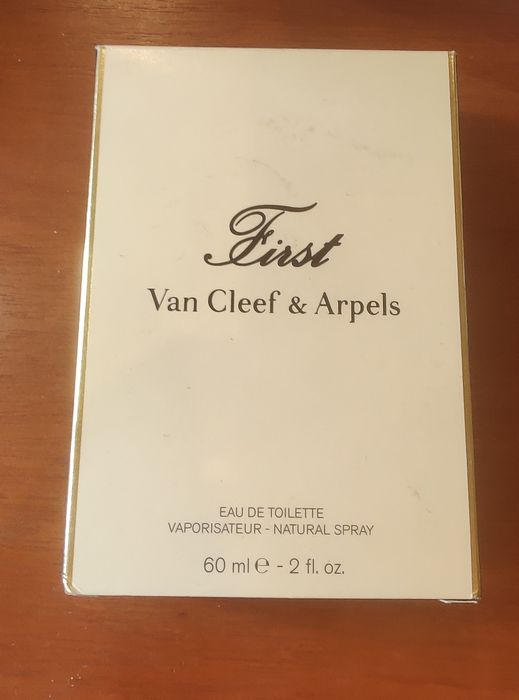 First
Van Cleef & Arpels
EAU DE TOILETTE
VAPORISATEUR - NATURAL SPRAY
60 ml ℮ - 2 fl. oz.